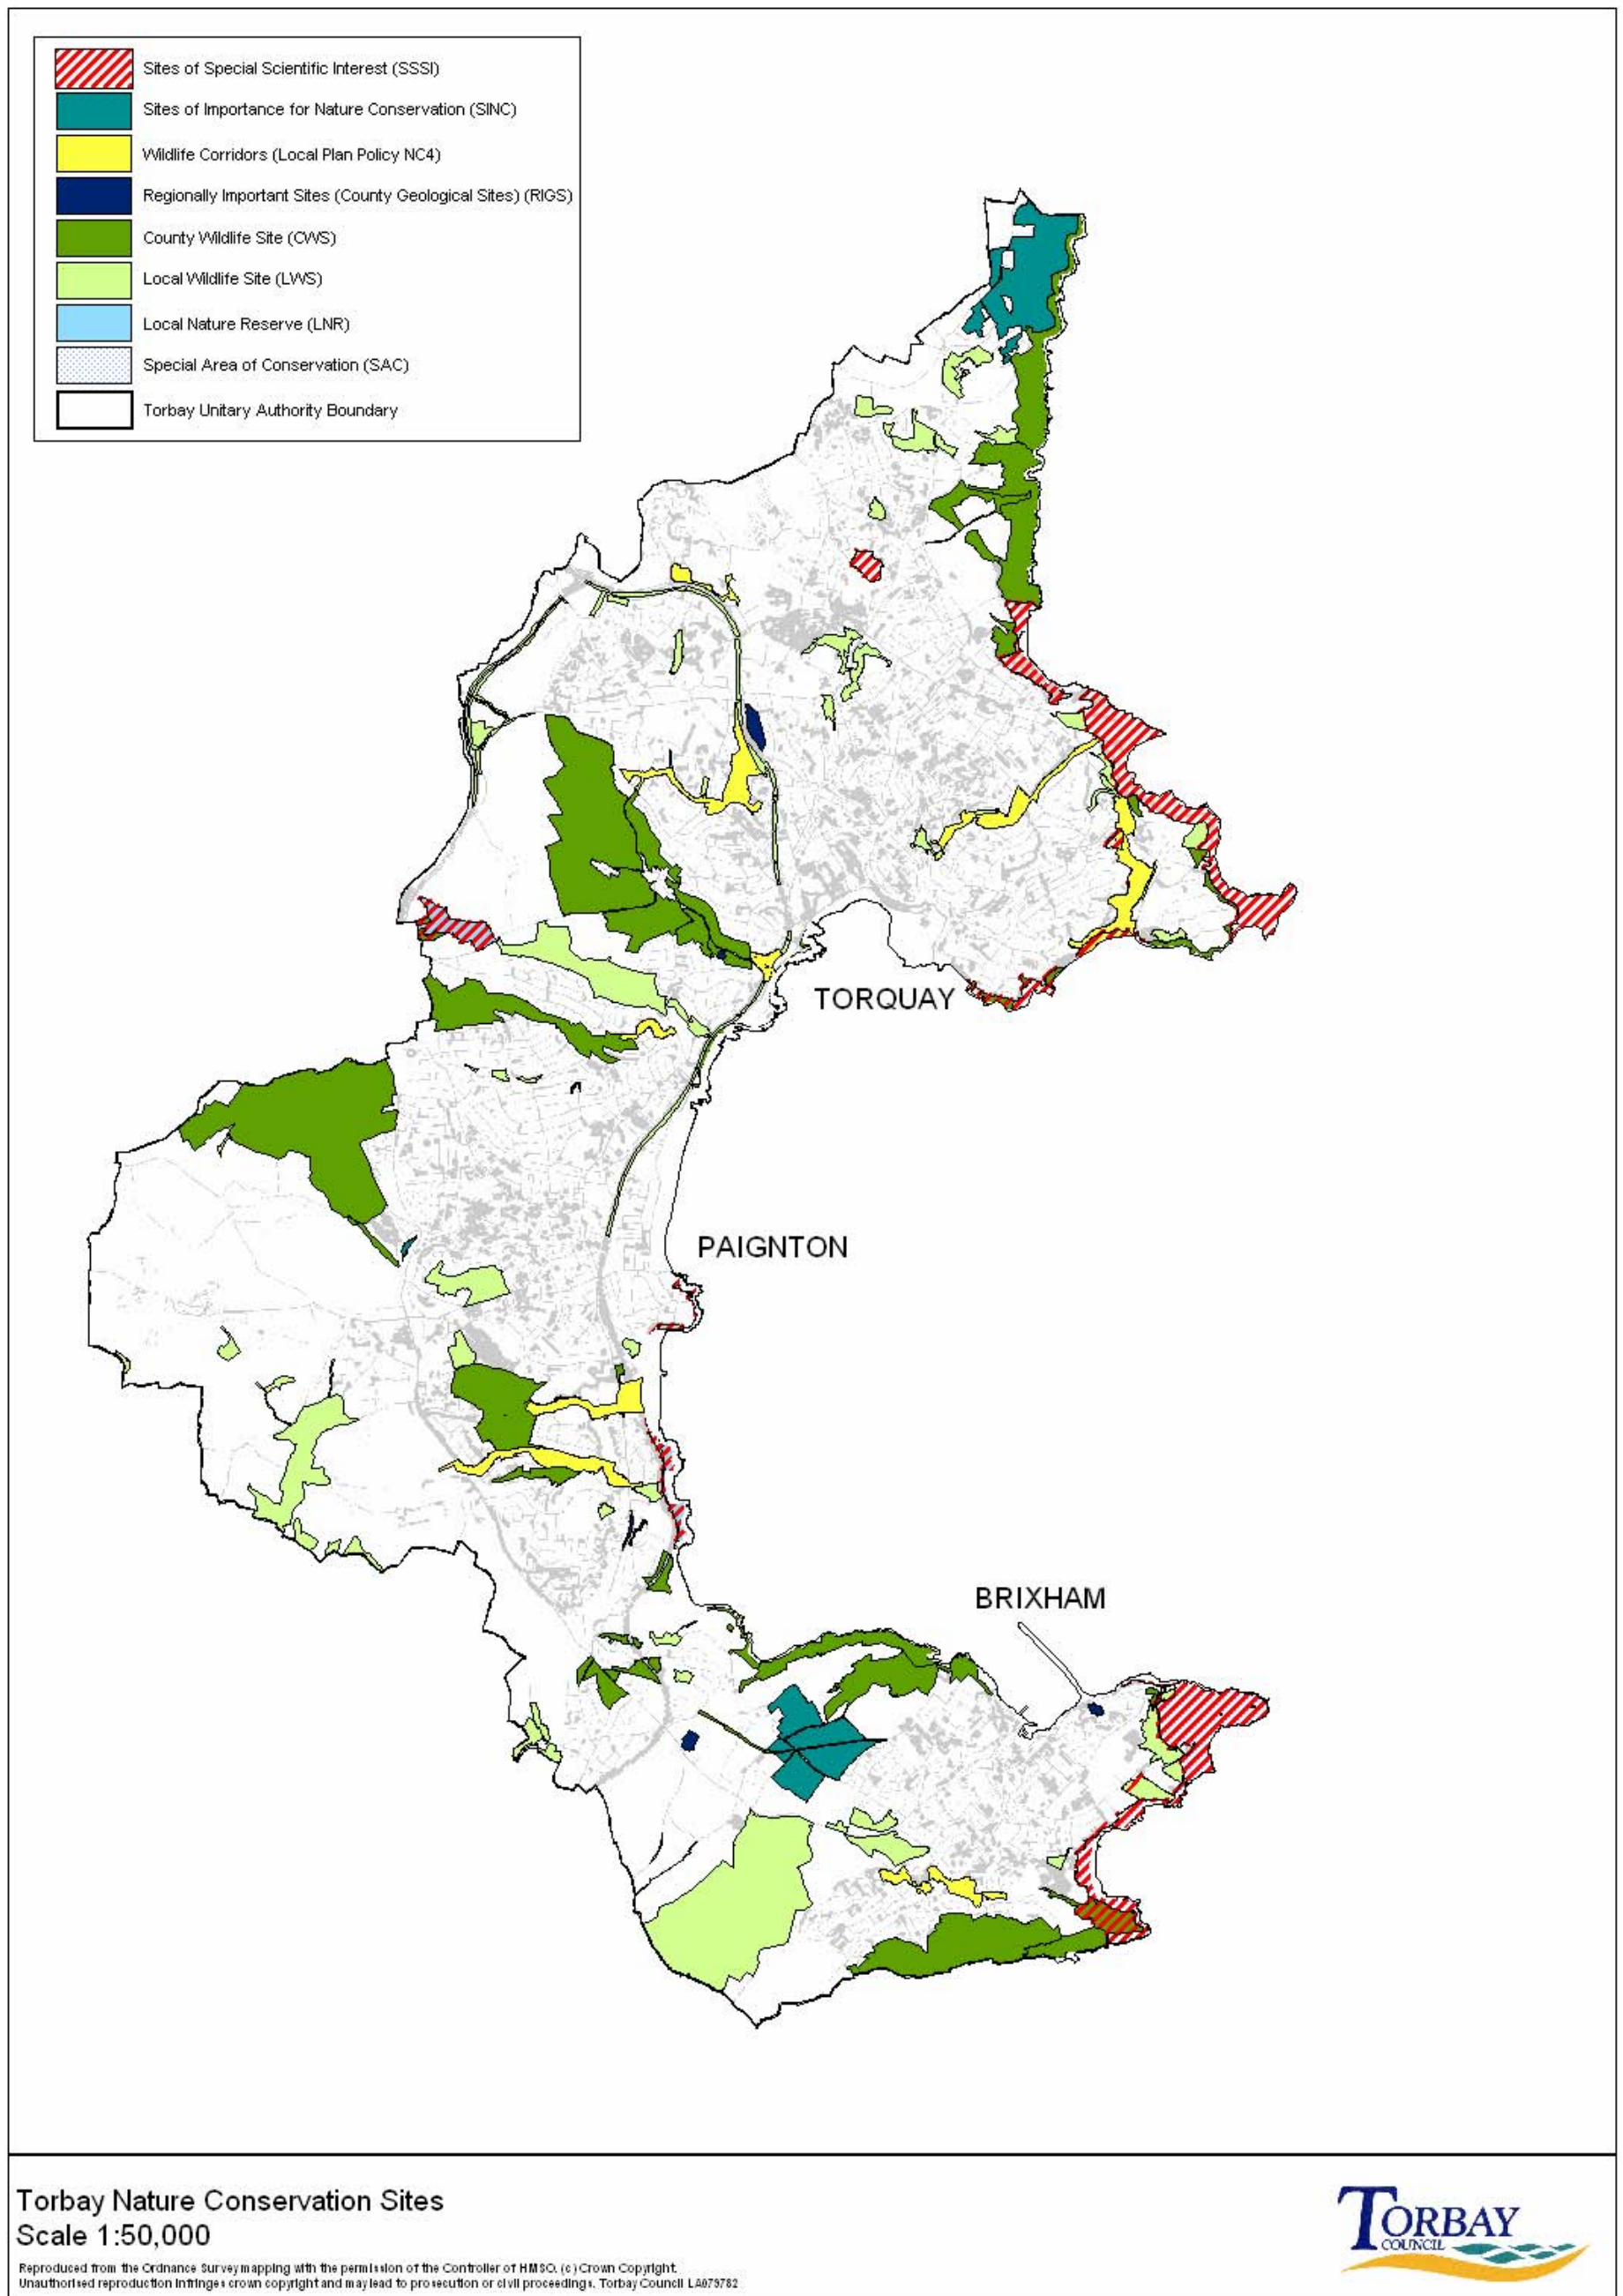 Sites of Special Scientific Interest (SSSI)
Sites of Importance for Nature Conservation (SINC)
Wildlife Corridors (Local Plan Policy NC4)
Regionally Important Sites (County Geological Sites) (RIGS)
County Wildlife Site (CWS)
Local Wildlife Site (LWS)
Local Nature Reserve (LNR)
Special Area of Conservation (SAC)
Torbay Unitary Authority Boundary
TORQUAY
PAIGNTON
BRIXHAM
Torbay Nature Conservation Sites
Scale 1:50,000
Reproduced from the Ordnance Survey mapping with the permission of the Controller of HMSO. (c) Crown Copyright.
Unauthorised reproduction infringes crown copyright and may lead to prosecution or civil proceedings. Torbay Council LA079782
TORBAY
COUNCIL